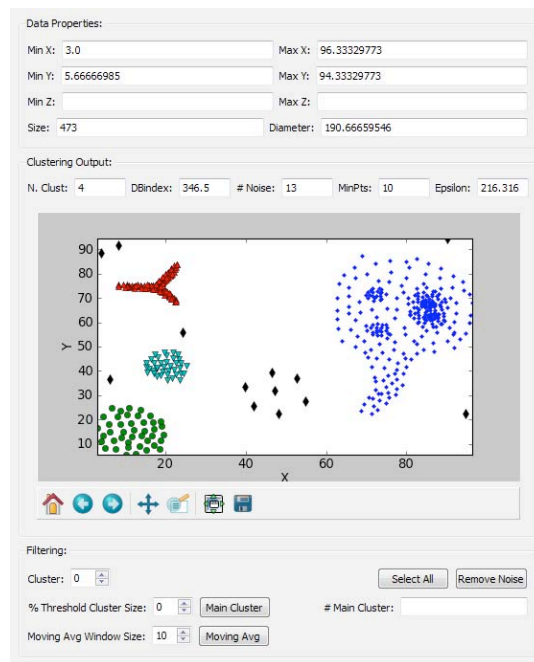 Data Properties:
Min X: 3.0 Max X: 96.33329773
Min Y: 5.66666985 Max Y: 94.33329773
Min Z: Max Z:
Size: 473 Diameter: 190.66659546
Clustering Output:
N. Clust: 4 DBindex: 346.5 # Noise: 13 MinPts: 10 Epsilon: 216.316
90
80
70
60
50
40
30
20
10
Y
20 40 60 80
X
Filtering:
Cluster: 0 Select All Remove Noise
% Threshold Cluster Size: 0 Main Cluster # Main Cluster:
Moving Avg Window Size: 10 Moving Avg